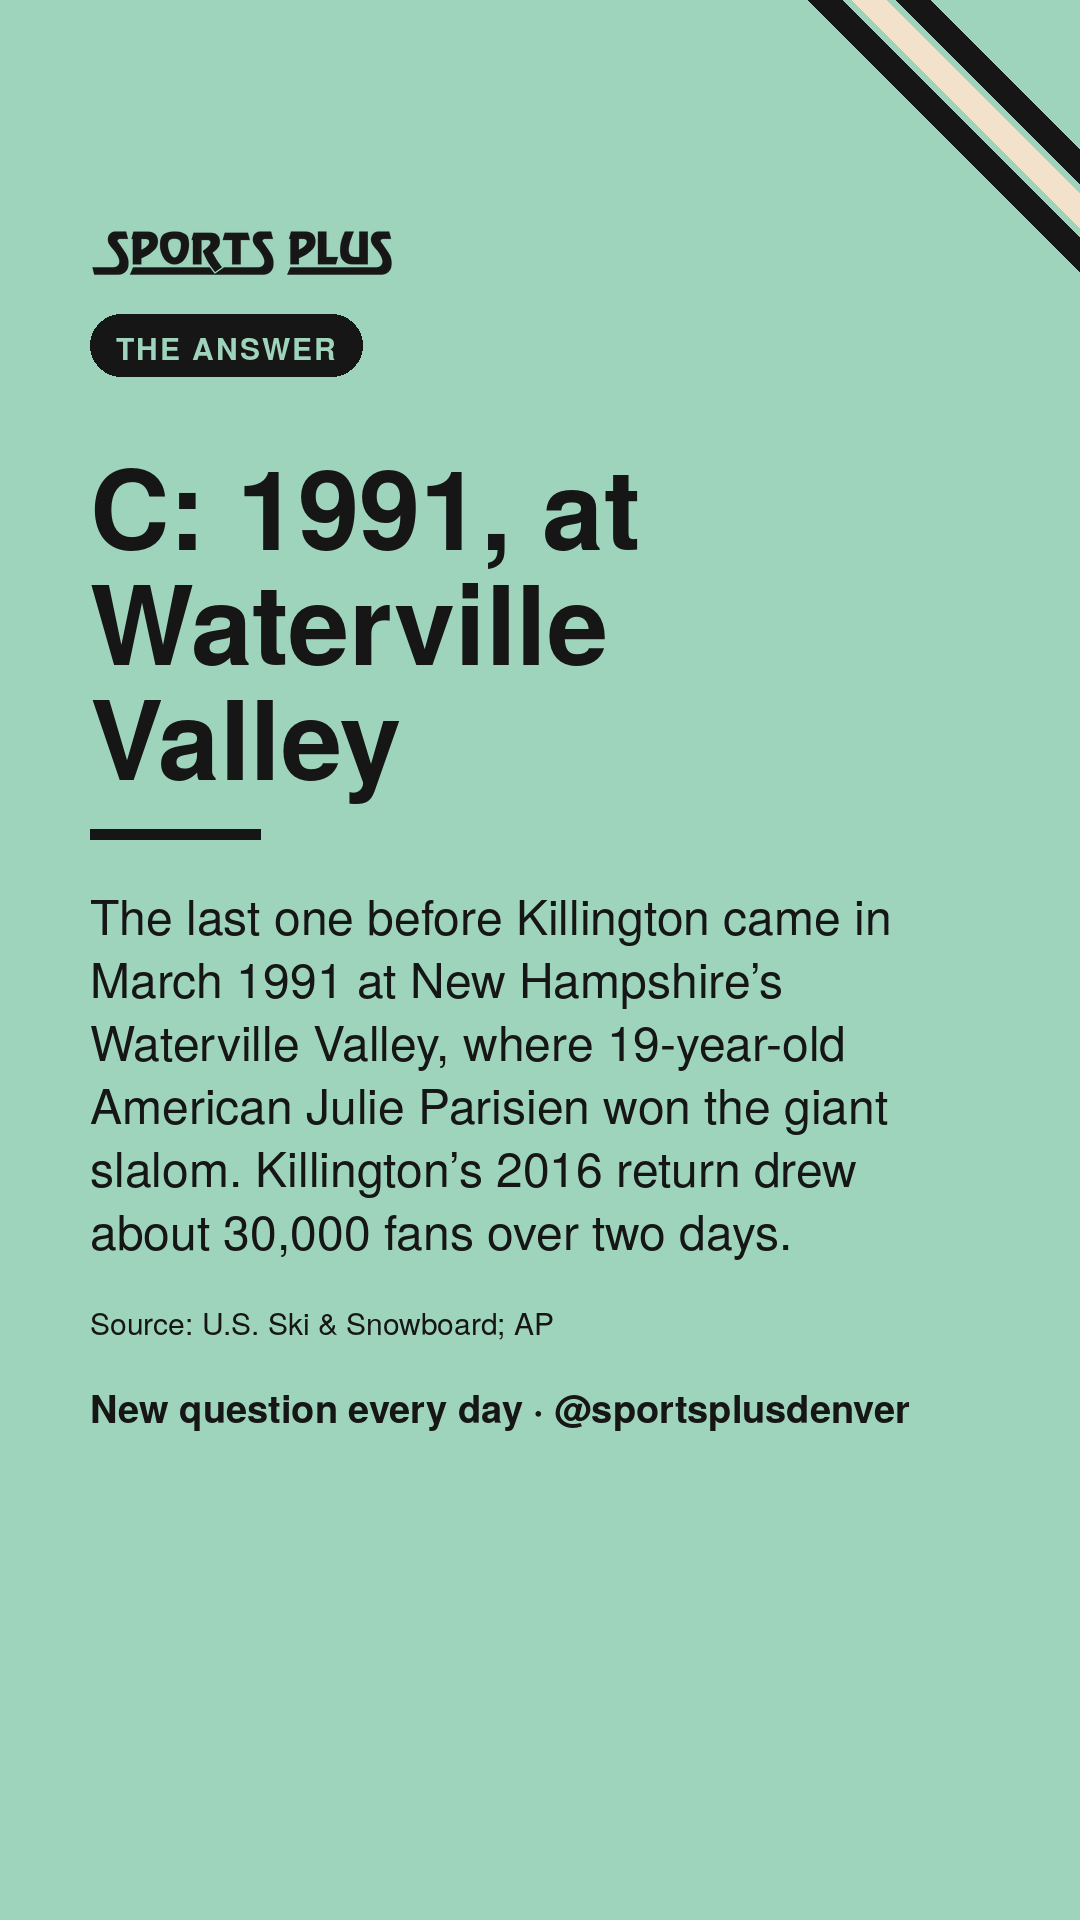 SPORTS PLUS
THE ANSWER
C: 1991, at
Waterville
Valley
The last one before Killington came in
March 1991 at New Hampshire’s
Waterville Valley, where 19-year-old
American Julie Parisien won the giant
slalom. Killington’s 2016 return drew
about 30,000 fans over two days.
Source: U.S. Ski & Snowboard; AP
New question every day · @sportsplusdenver